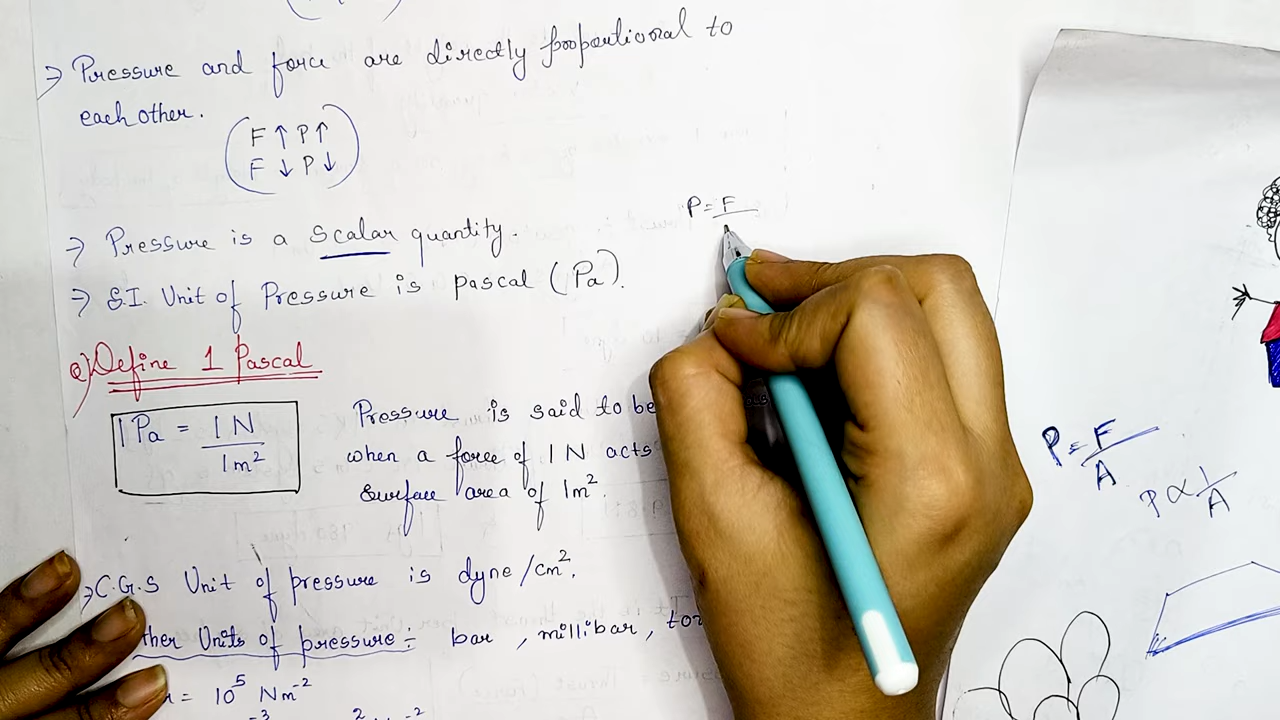 ⇒ Pressure and force are directly proportional to
each other.
F ↑ P ↑
F ↓ P ↓
⇒ Pressure is a scalar quantity.
⇒ S.I. Unit of Pressure is pascal (Pa).
P = F
Q) Define 1 Pascal
1 Pa = 1 N
1m²
Pressure is said to be
when a force of 1 N acts
surface area of 1m².
⇒ C.G.S Unit of pressure is dyne/cm².
Units of pressure :- bar, millibar,
= 10⁵ Nm⁻²
P = F
A
P ∝ 1
A